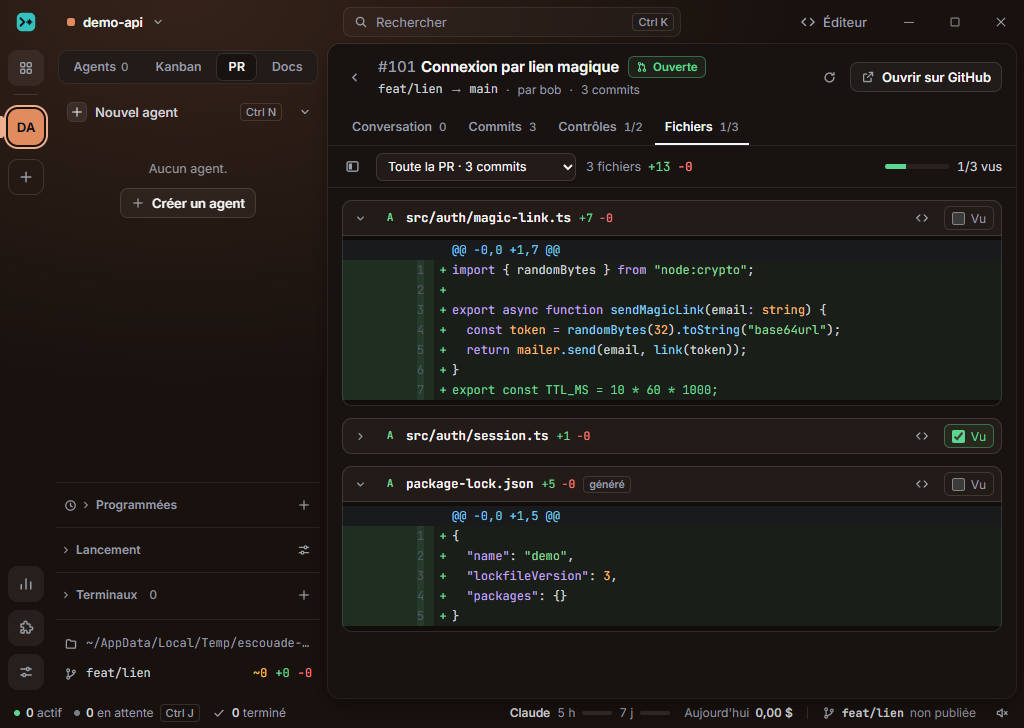 demo-api
Rechercher
Ctrl K
Éditeur
Agents 0
Kanban
PR
Docs
DA
Nouvel agent
Ctrl N
Aucun agent.
Créer un agent
Programmées
Lancement
Terminaux 0
~/AppData/Local/Temp/escouade-…
feat/lien
~0 +0 -0
#101 Connexion par lien magique
Ouverte
feat/lien → main · par bob · 3 commits
Ouvrir sur GitHub
Conversation 0
Commits 3
Contrôles 1/2
Fichiers 1/3
Toute la PR · 3 commits
3 fichiers +13 -0
1/3 vus
A src/auth/magic-link.ts +7 -0
Vu
@@ -0,0 +1,7 @@
1 + import { randomBytes } from "node:crypto";
2 +
3 + export async function sendMagicLink(email: string) {
4 +   const token = randomBytes(32).toString("base64url");
5 +   return mailer.send(email, link(token));
6 + }
7 + export const TTL_MS = 10 * 60 * 1000;
A src/auth/session.ts +1 -0
Vu
A package-lock.json +5 -0 généré
Vu
@@ -0,0 +1,5 @@
1 + {
2 +   "name": "demo",
3 +   "lockfileVersion": 3,
4 +   "packages": {}
5 + }
0 actif
0 en attente
Ctrl J
0 terminé
Claude 5 h
7 j
Aujourd'hui 0,00 $
feat/lien non publiée